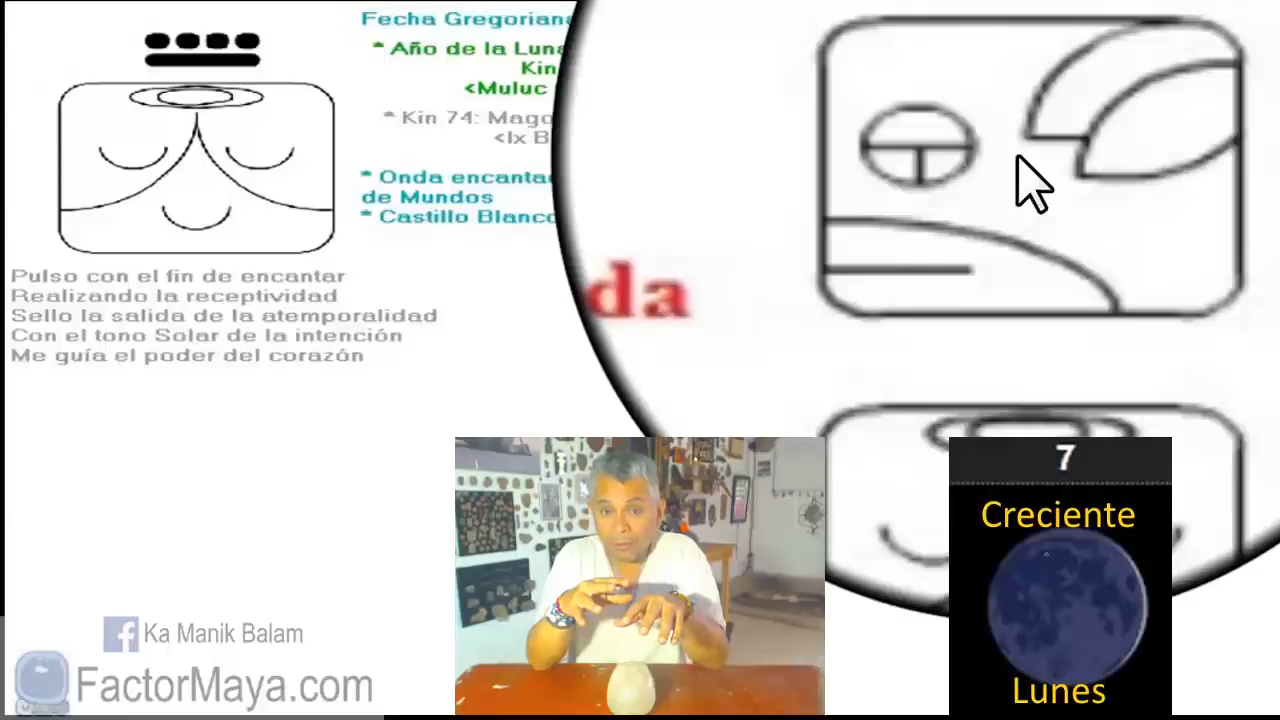 Fecha Gregoriana
* Año de la Luna
Kin
<Muluc
* Kin 74: Mago
<Ix B
* Onda encanta
de Mundos
* Castillo Blanco
Pulso con el fin de encantar
Realizando la receptividad
Sello la salida de la atemporalidad
Con el tono Solar de la intención
Me guía el poder del corazón
da
7
Creciente
Lunes
Ka Manik Balam
FactorMaya.com